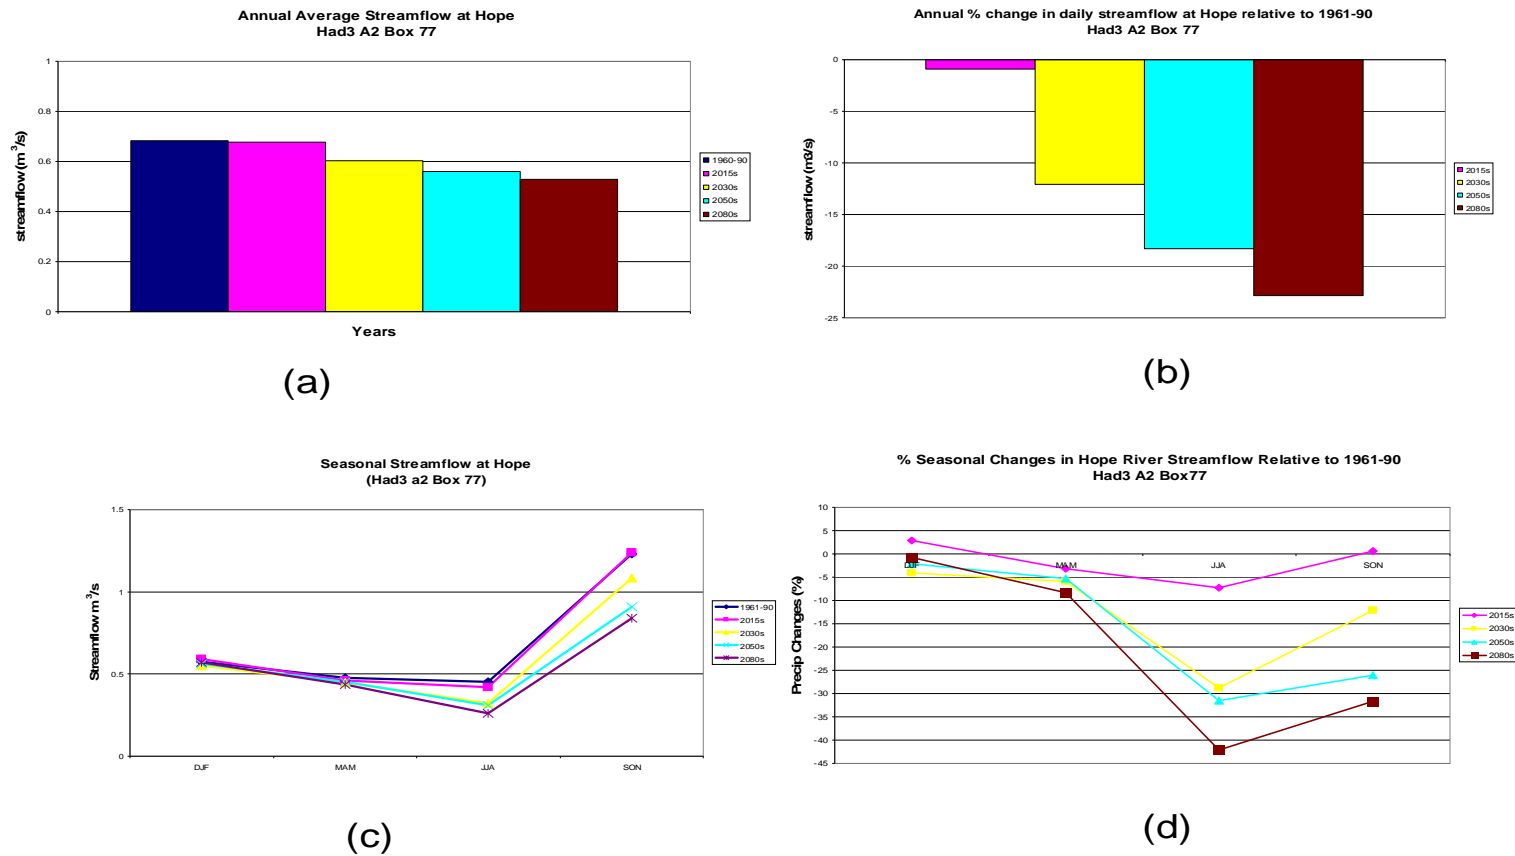 Annual Average Streamflow at Hope
Had3 A2 Box 77
1
0.8
0.6
0.4
0.2
0
streamflow (m³/s)
Years
1960-90
2015s
2030s
2050s
2080s
(a)
Annual % change in daily streamflow at Hope relative to 1961-90
Had3 A2 Box 77
0
-5
-10
-15
-20
-25
streamflow (m3/s)
2015s
2030s
2050s
2080s
(b)
Seasonal Streamflow at Hope
(Had3 a2 Box 77)
1.5
1
0.5
0
Streamflow m³/s
DJF
MAM
JJA
SON
1961-90
2015s
2030s
2050s
2080s
(c)
% Seasonal Changes in Hope River Streamflow Relative to 1961-90
Had3 A2 Box77
10
5
0
-5
-10
-15
-20
-25
-30
-35
-40
-45
Precip Changes (%)
DJF
MAM
JJA
SON
2015s
2030s
2050s
2080s
(d)